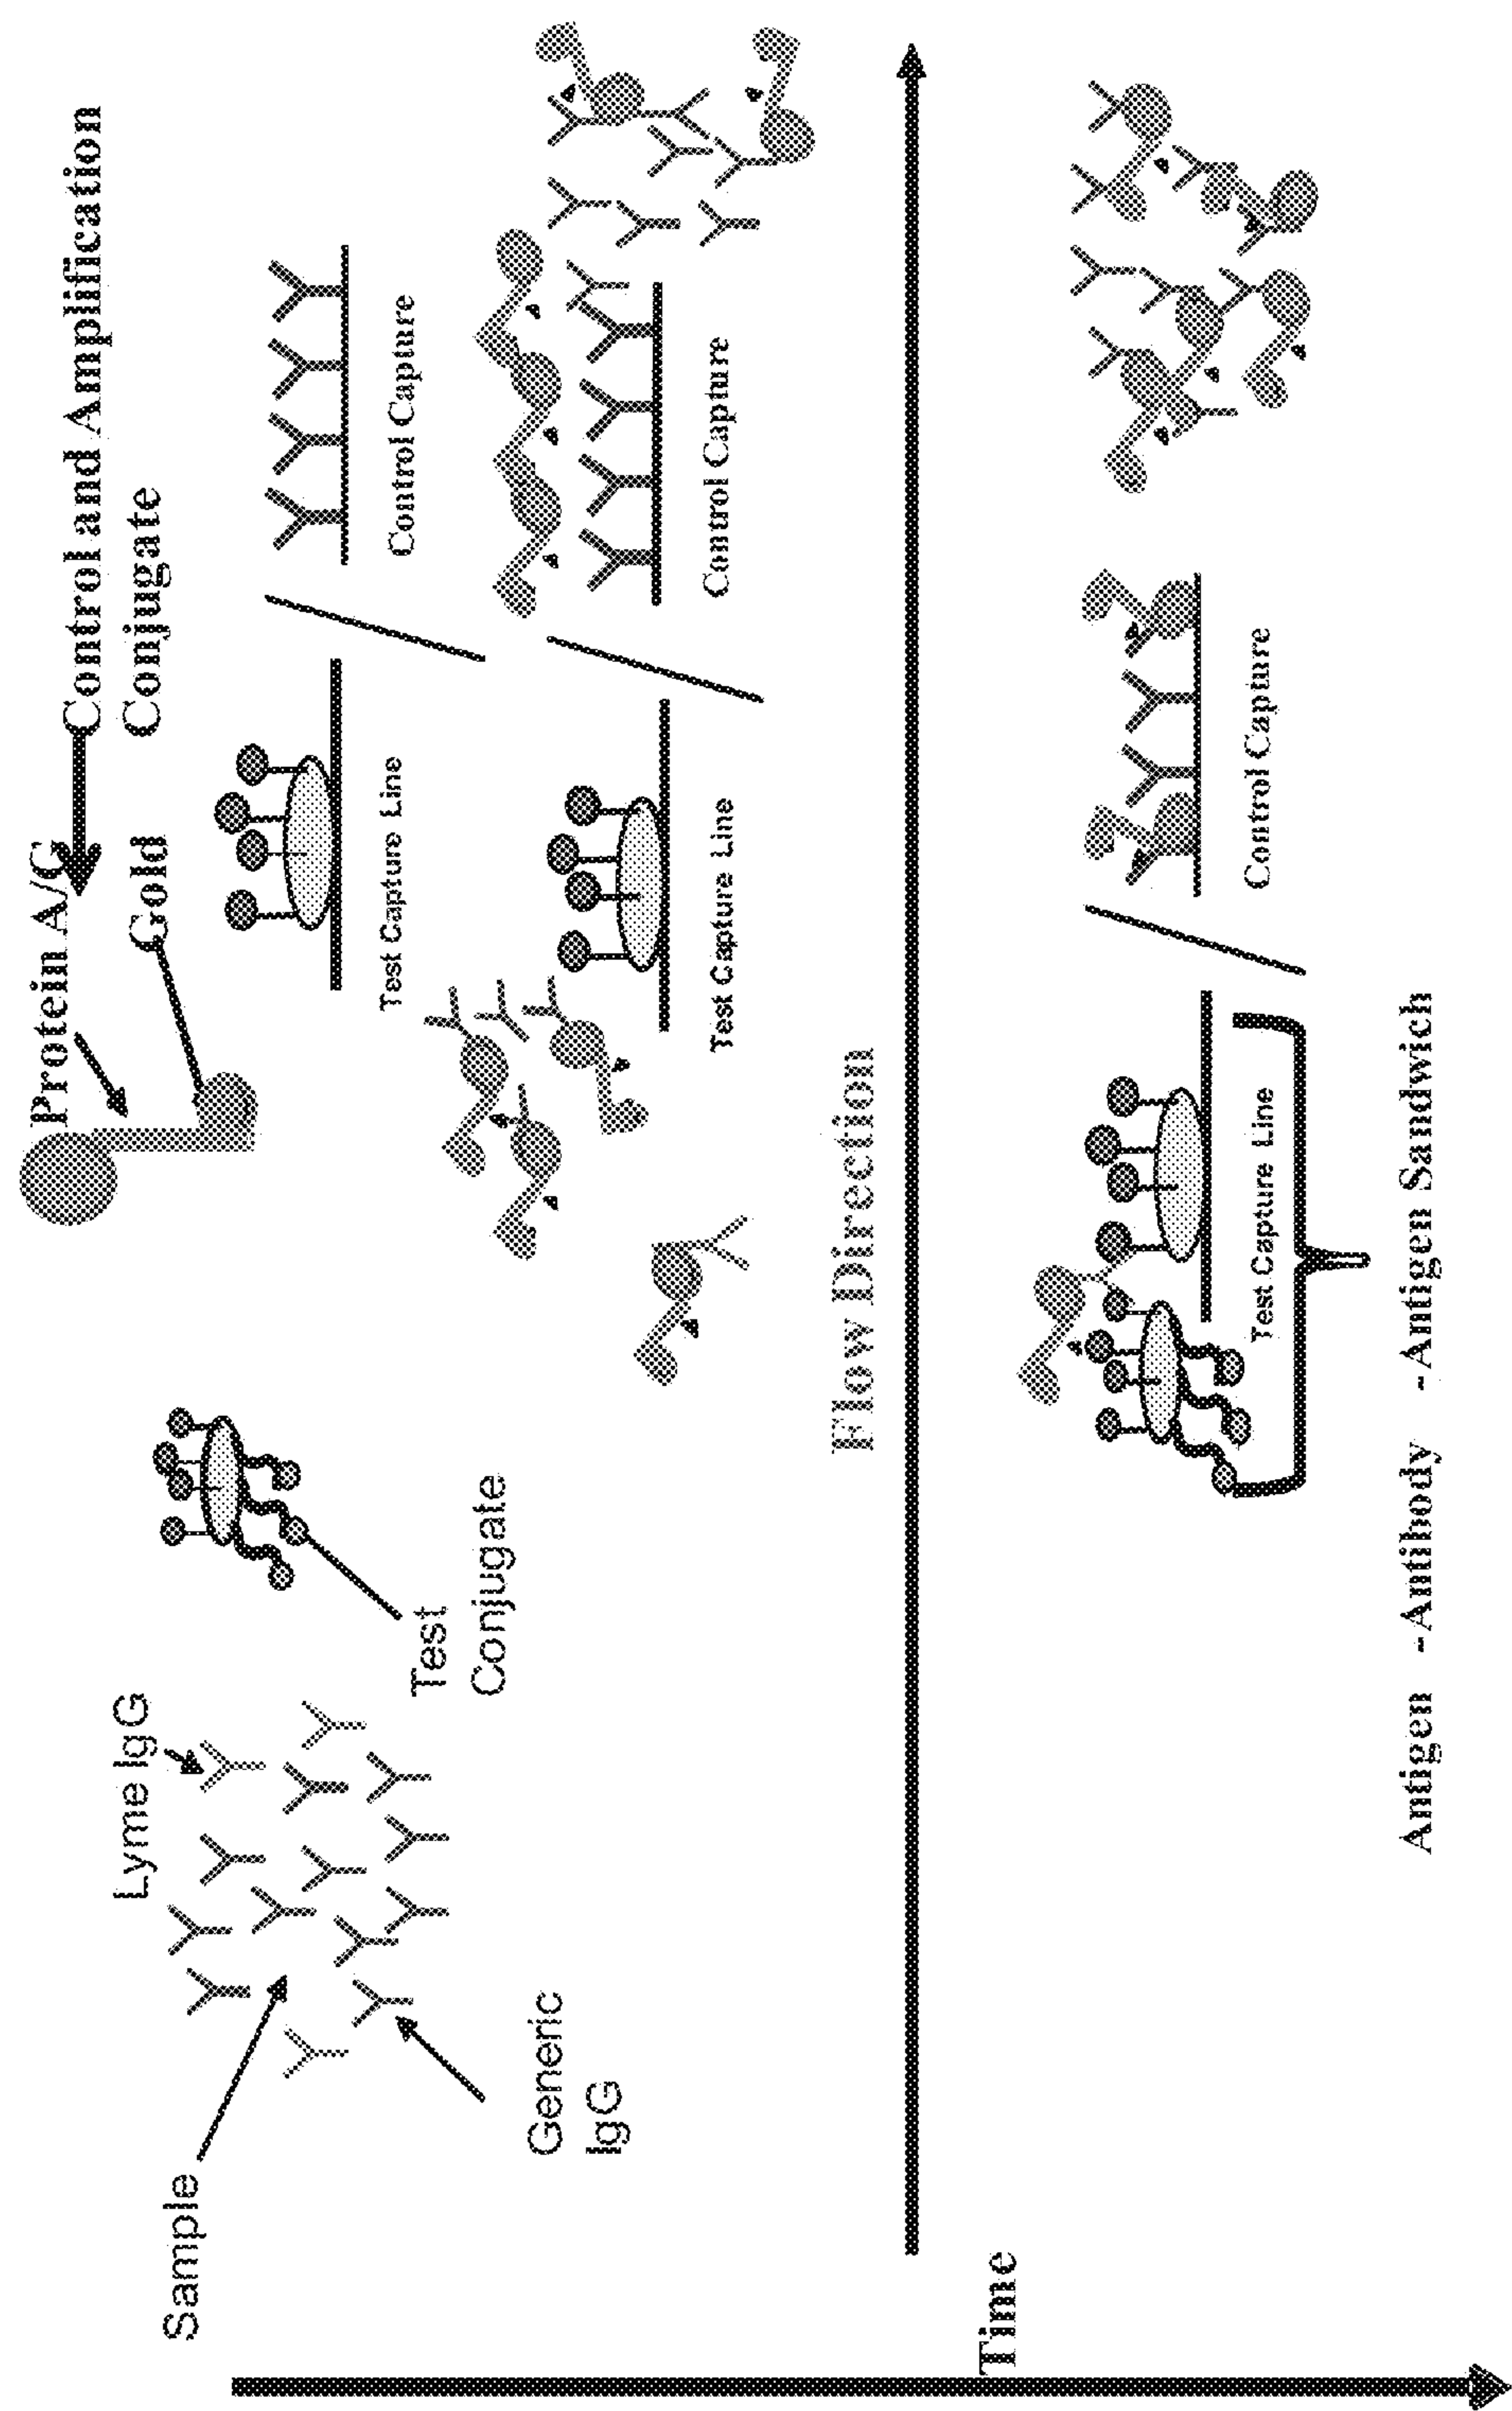 Protein A/G
Control and Amplification
Conjugate
Gold
Lyme IgG
Sample
Generic
IgG
Test
Conjugate
Test Capture Line
Control Capture
Test Capture Line
Control Capture
Flow Direction
Time
Test Capture Line
Control Capture
Antigen -Antibody -Antigen Sandwich